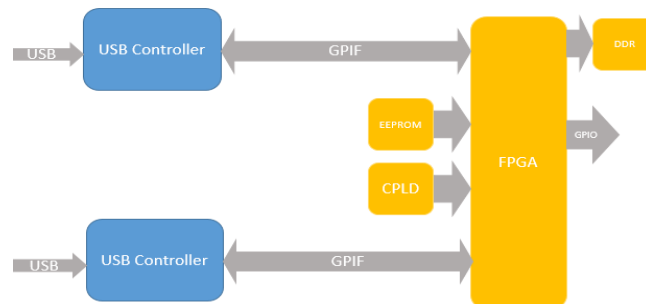 USB
USB Controller
GPIF
DDR
EEPROM
GPIO
FPGA
CPLD
USB
USB Controller
GPIF